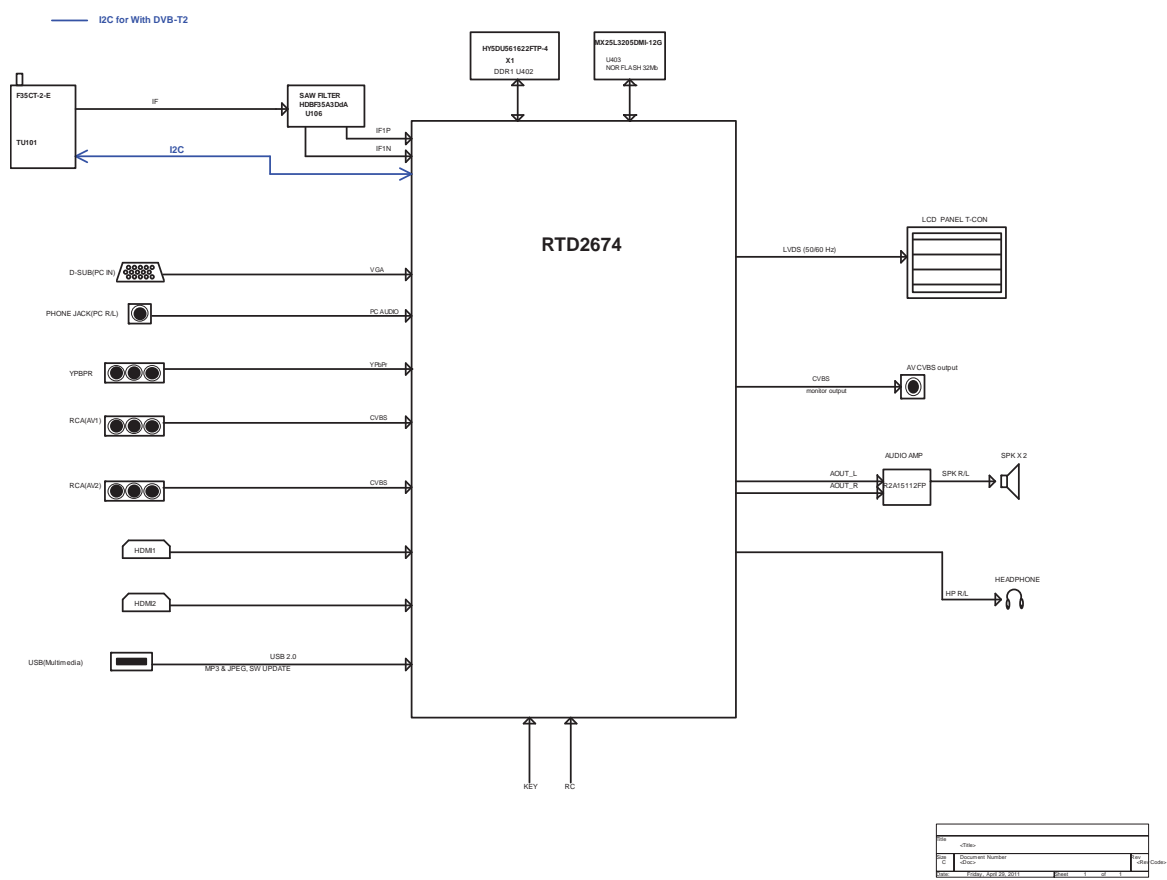 I2C for With DVB-T2
HY5DU561622FTP-4
X1
DDR1 U402
MX25L3205DMI-12G
U403
NOR FLASH 32Mb
F35CT-2-E
TU101
IF
SAW FILTER
HDBF35A3DdA
U106
IF1P
IF1N
I2C
RTD2674
LCD PANEL T-CON
LVDS (50/60 Hz)
D-SUB(PC IN)
VGA
PHONE JACK(PC R/L)
PC AUDIO
YPBPR
YPbPr
AV CVBS output
CVBS
monitor output
RCA(AV1)
CVBS
RCA(AV2)
CVBS
AUDIO AMP
SPK X 2
AOUT_L
AOUT_R
R2A15112FP
SPK R/L
HDMI1
HDMI2
HEADPHONE
HP R/L
USB(Multimedia)
USB 2.0
MP3 & JPEG, SW UPDATE
KEY
RC
Title
<Title>
Size
C
Document Number
<Doc>
Rev
<RevCode>
Date:
Friday, April 29, 2011
Sheet
1 of 1